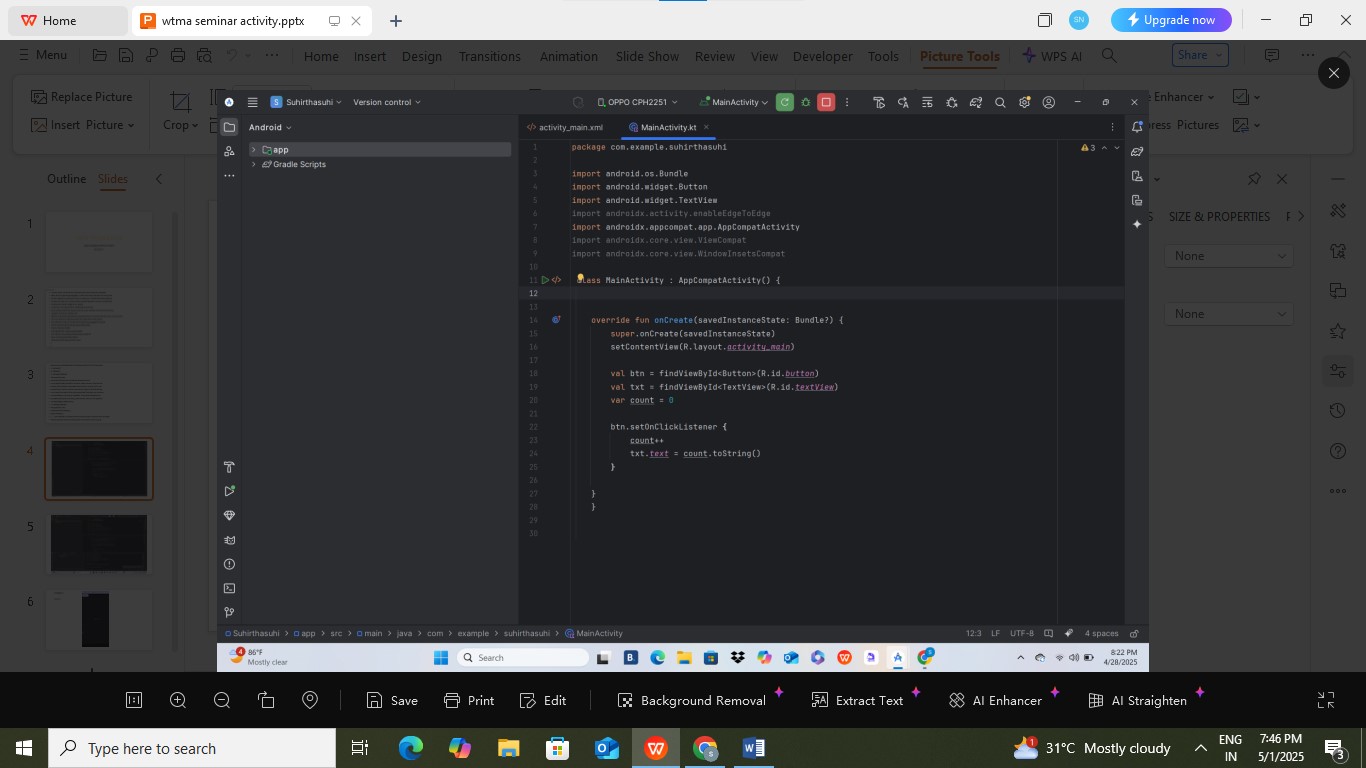 Home
wtma seminar activity.pptx
SN
Upgrade now
Menu
Home Insert Design Transitions Animation Slide Show Review View Developer Tools Picture Tools WPS AI
Share
Replace Picture
Insert Picture
Crop
Enhancer
Pictures
Outline Slides
1
2
3
4
5
6
SIZE & PROPERTIES
None
None
Suhirthasuhi Version control
OPPO CPH2251 MainActivity
Android
app
Gradle Scripts
activity_main.xml MainActivity.kt
3
1 package com.example.suhirthasuhi
2
3 import android.os.Bundle
4 import android.widget.Button
5 import android.widget.TextView
6 import androidx.activity.enableEdgeToEdge
7 import androidx.appcompat.app.AppCompatActivity
8 import androidx.core.view.ViewCompat
9 import androidx.core.view.WindowInsetsCompat
10
11 class MainActivity : AppCompatActivity() {
12
13
14 override fun onCreate(savedInstanceState: Bundle?) {
15 super.onCreate(savedInstanceState)
16 setContentView(R.layout.activity_main)
17
18 val btn = findViewById<Button>(R.id.button)
19 val txt = findViewById<TextView>(R.id.textView)
20 var count = 0
21
22 btn.setOnClickListener {
23 count++
24 txt.text = count.toString()
25 }
26
27 }
28 }
29
30
Suhirthasuhi > app > src > main > java > com > example > suhirthasuhi > MainActivity
12:3 LF UTF-8 4 spaces
4
86°F
Mostly clear
Search
8:22 PM
4/28/2025
Save Print Edit Background Removal Extract Text AI Enhancer AI Straighten
Type here to search
1
31°C Mostly cloudy
ENG
IN
7:46 PM
5/1/2025
3